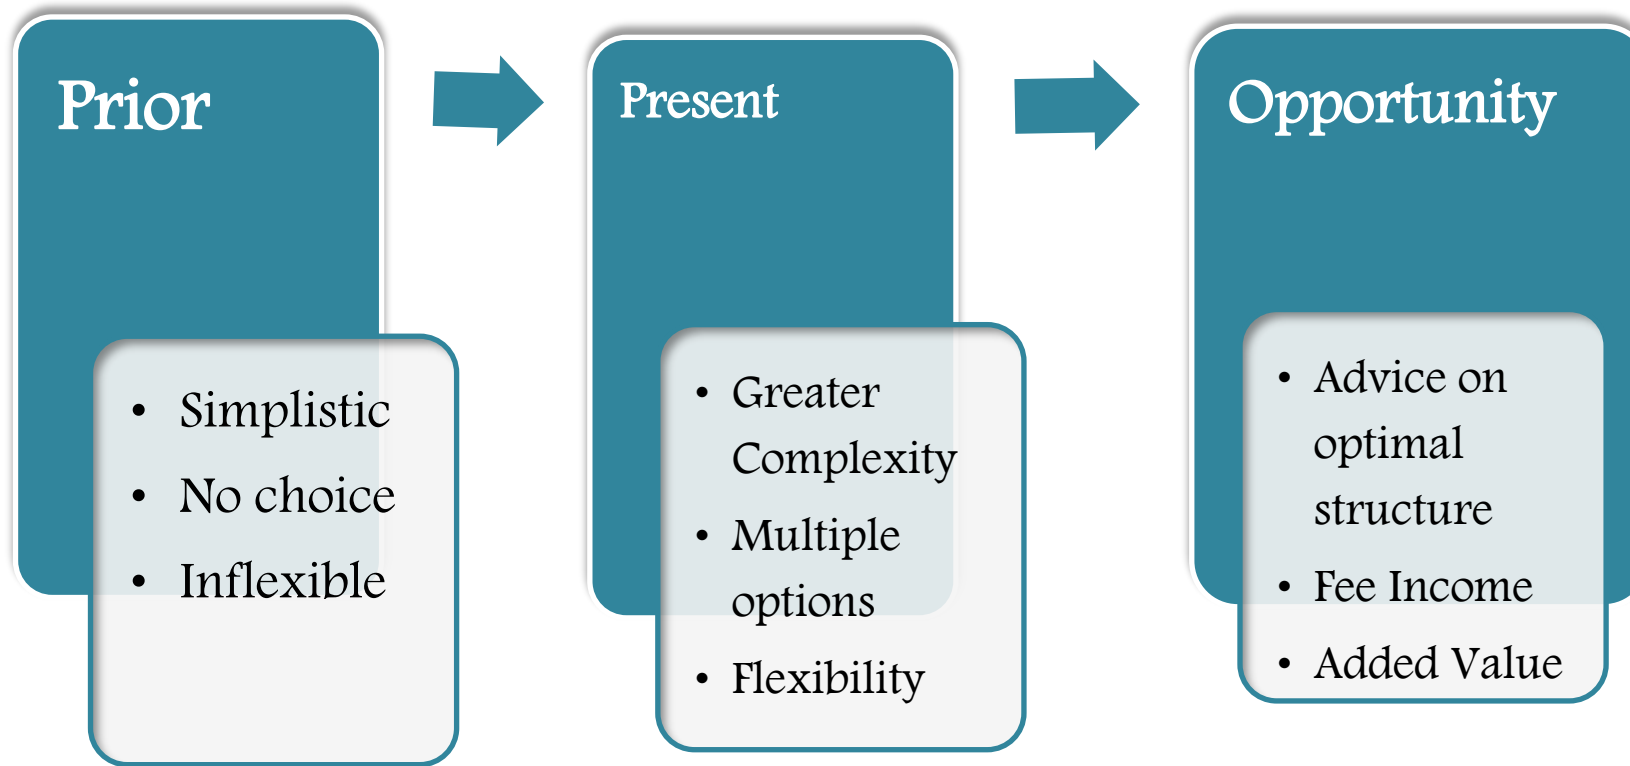 Prior
• Simplistic
• No choice
• Inflexible
Present
• Greater
Complexity
• Multiple
options
• Flexibility
Opportunity
• Advice on
optimal
structure
• Fee Income
• Added Value